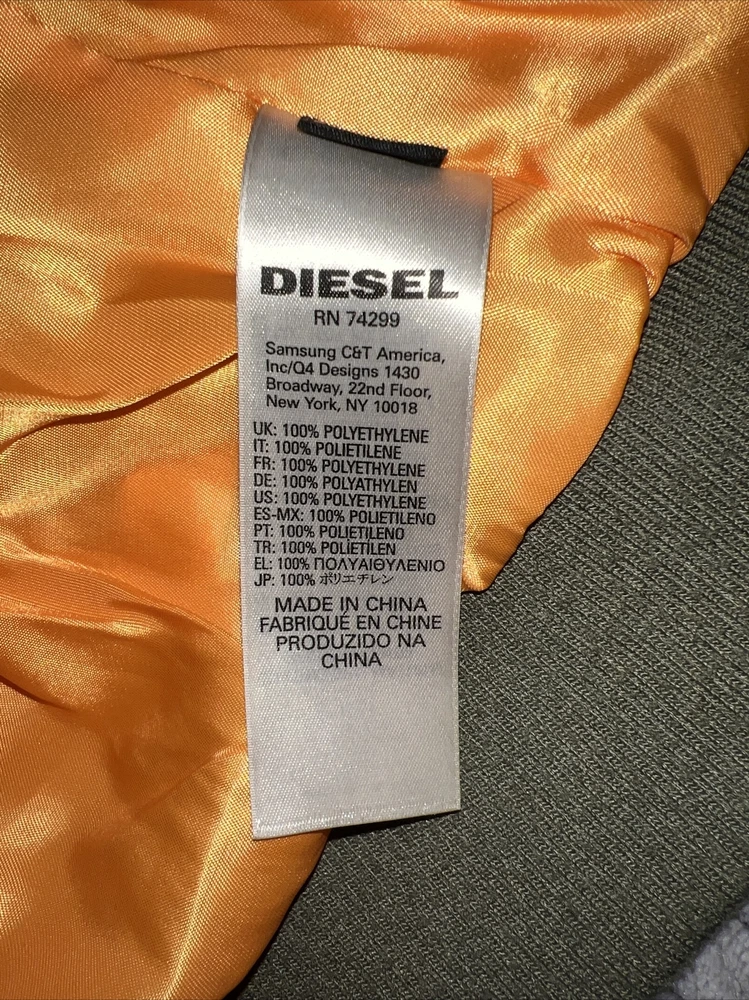 DIESEL
RN 74299
Samsung C&T America,
Inc/Q4 Designs 1430
Broadway, 22nd Floor,
New York, NY 10018
UK: 100% POLYETHYLENE
IT: 100% POLIETILENE
FR: 100% POLYETHYLENE
DE: 100% POLYATHYLEN
US: 100% POLYETHYLENE
ES-MX: 100% POLIETILENO
PT: 100% POLIETILENO
TR: 100% POLİETİLEN
EL: 100% ΠΟΛΥΑΙΘΥΛΕΝΙΟ
JP: 100% ポリエチレン
MADE IN CHINA
FABRIQUÉ EN CHINE
PRODUZIDO NA
CHINA